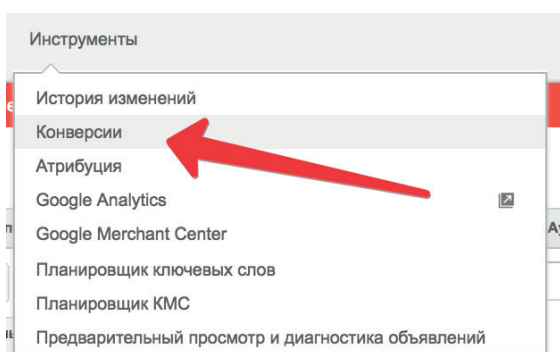 Инструменты
История изменений
Конверсии
Атрибуция
Google Analytics
Google Merchant Center
Планировщик ключевых слов
Планировщик КМС
Предварительный просмотр и диагностика объявлений